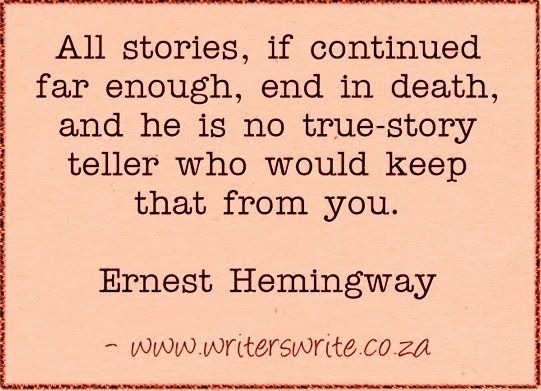 All stories, if continued
far enough, end in death,
and he is no true-story
teller who would keep
that from you.
Ernest Hemingway
- www.writerswrite.co.za